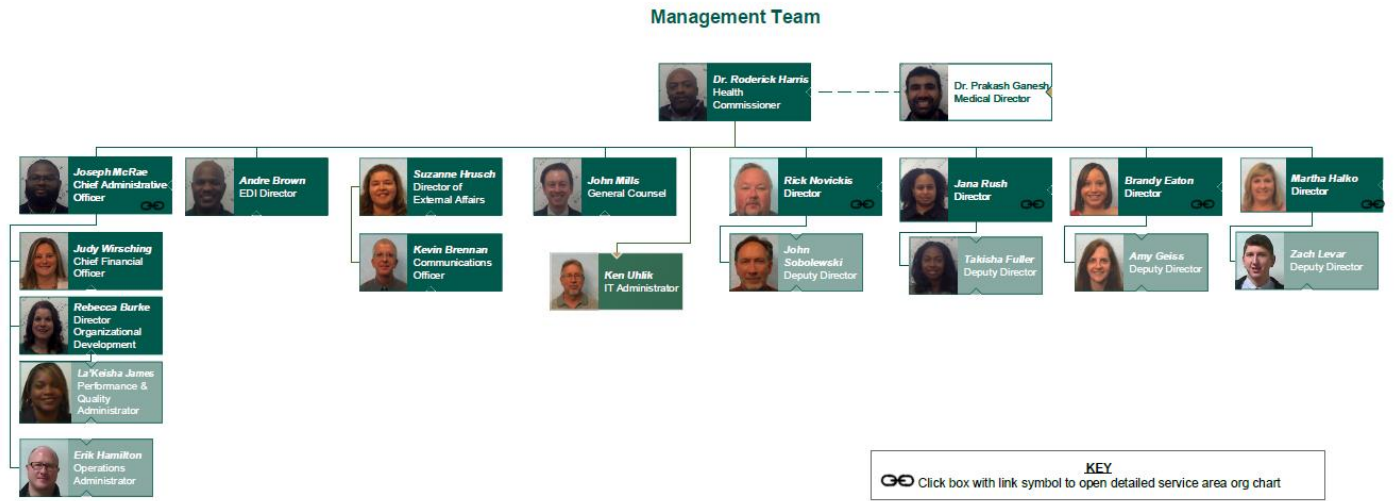 Management Team
Dr. Roderick Harris
Health
Commissioner
Dr. Prakash Ganesh
Medical Director
Joseph McRae
Chief Administrative
Officer
Andre Brown
EDI Director
Suzanne Hrusch
Director of
External Affairs
John Mills
General Counsel
Rick Novickis
Director
Jana Rush
Director
Brandy Eaton
Director
Martha Halko
Director
Judy Wirsching
Chief Financial
Officer
Kevin Brennan
Communications
Officer
Ken Uhlik
IT Administrator
John
Sobolewski
Deputy Director
Takisha Fuller
Deputy Director
Amy Geiss
Deputy Director
Zach Levar
Deputy Director
Rebecca Burke
Director
Organizational
Development
La'Keisha James
Performance &
Quality
Administrator
Erik Hamilton
Operations
Administrator
KEY
Click box with link symbol to open detailed service area org chart